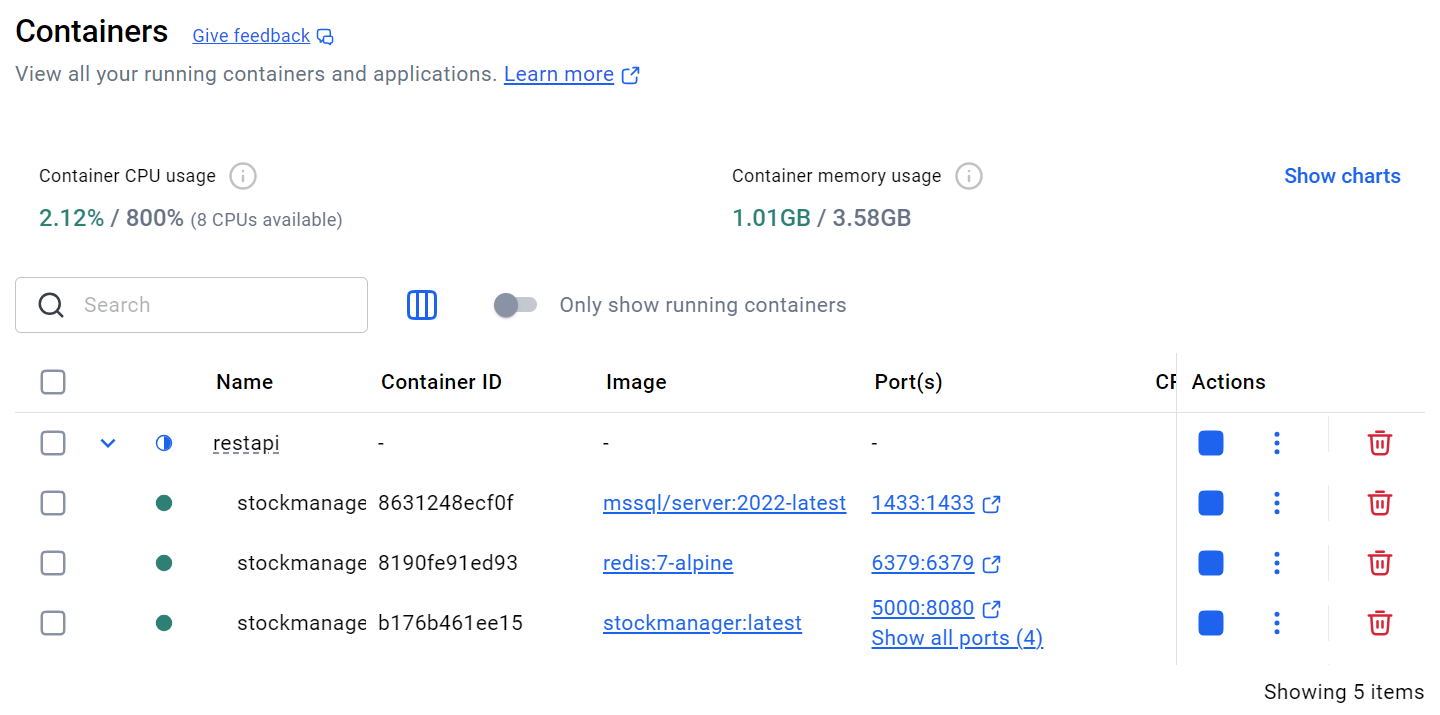 Containers Give feedback
View all your running containers and applications. Learn more
Container CPU usage Container memory usage Show charts
2.12% / 800% (8 CPUs available) 1.01GB / 3.58GB
Search Only show running containers
Name Container ID Image Port(s) CP Actions
restapi - - -
stockmanage 8631248ecf0f mssql/server:2022-latest 1433:1433
stockmanage 8190fe91ed93 redis:7-alpine 6379:6379
stockmanage b176b461ee15 stockmanager:latest 5000:8080
Show all ports (4)
Showing 5 items